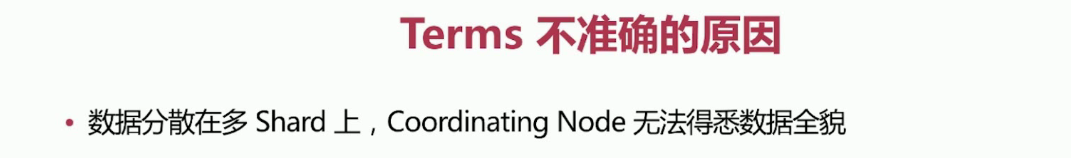 Terms 不准确的原因
• 数据分散在多 Shard 上，Coordinating Node 无法得悉数据全貌